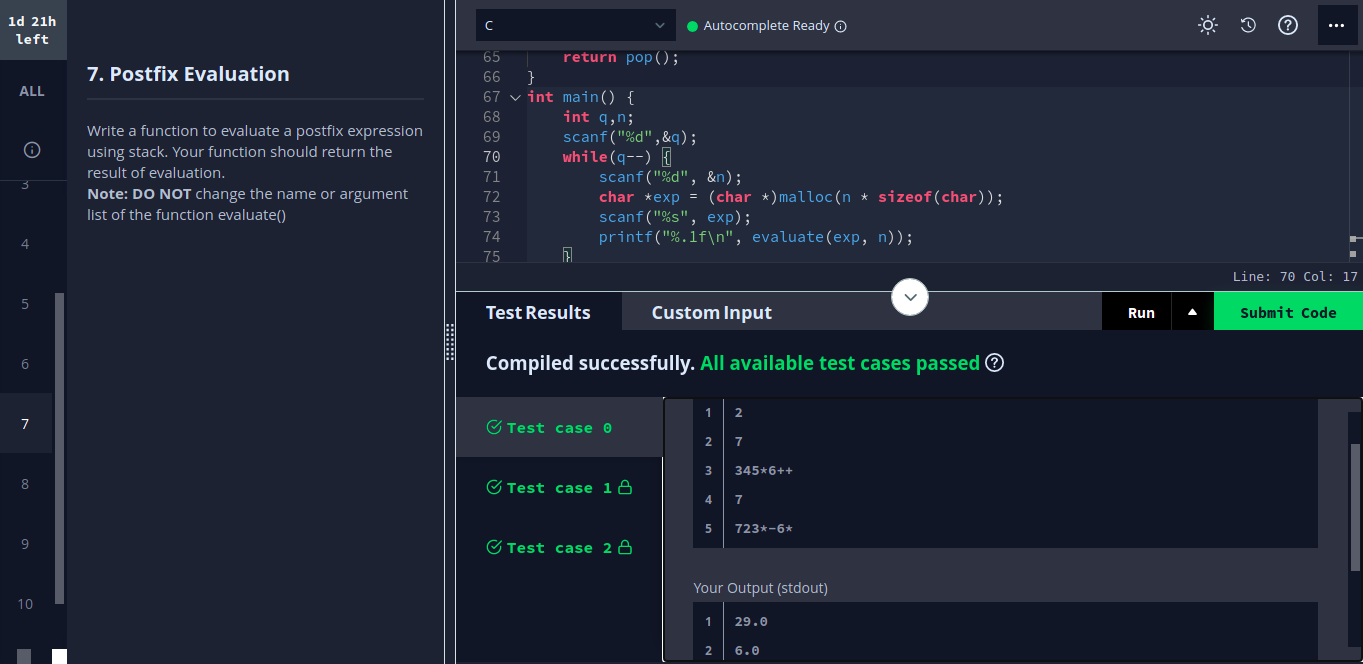 1d 21h
left
ALL
3
4
5
6
7
8
9
10
7. Postfix Evaluation
Write a function to evaluate a postfix expression
using stack. Your function should return the
result of evaluation.
Note: DO NOT change the name or argument
list of the function evaluate()
C
Autocomplete Ready
65 return pop();
66 }
67 int main() {
68 int q,n;
69 scanf("%d",&q);
70 while(q--) {
71 scanf("%d", &n);
72 char *exp = (char *)malloc(n * sizeof(char));
73 scanf("%s", exp);
74 printf("%.1f\n", evaluate(exp, n));
75 }
Line: 70 Col: 17
Test Results
Custom Input
Run
Submit Code
Compiled successfully. All available test cases passed
Test case 0
Test case 1
Test case 2
1 2
2 7
3 345*6++
4 7
5 723*-6*
Your Output (stdout)
1 29.0
2 6.0